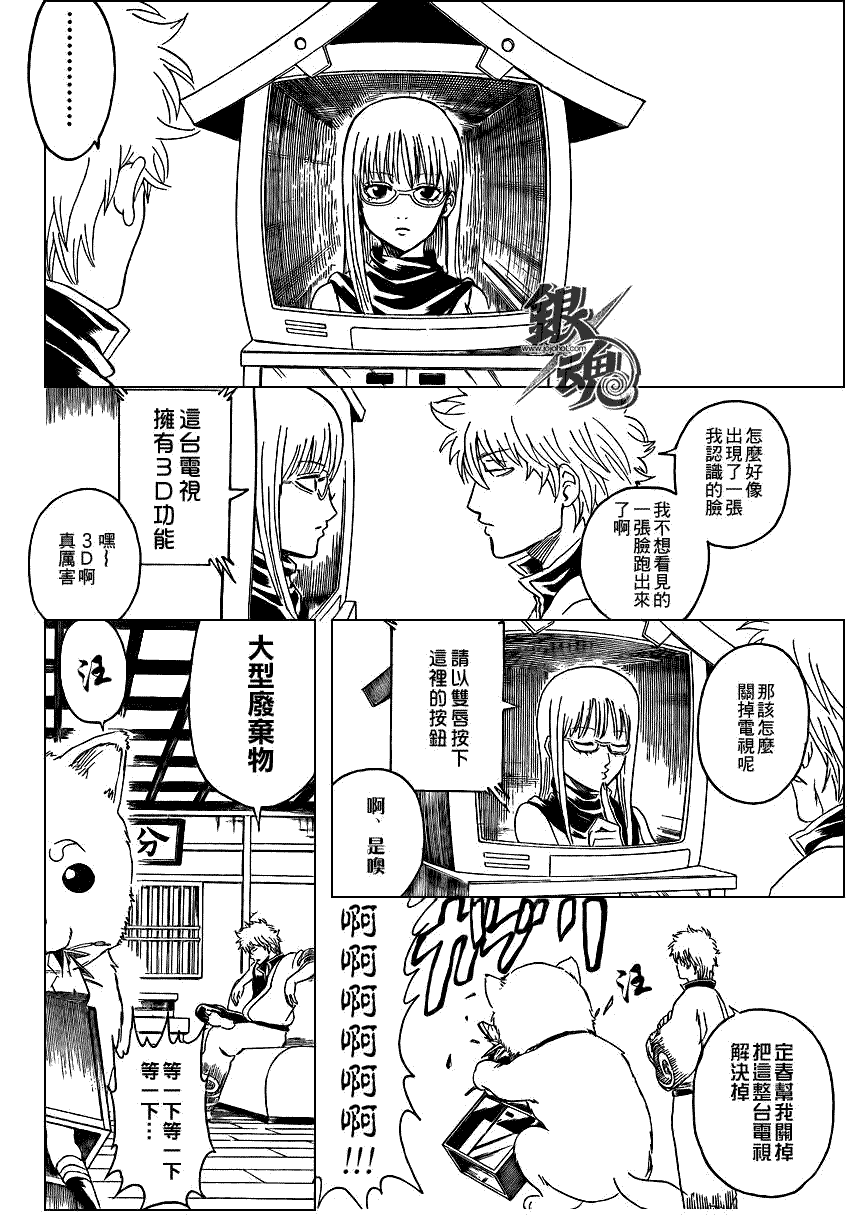 ………
銀魂
www.jojohot.com
怎麼好像
出現了一張
我認識的臉
我不想看見的
一張臉跑出來
了啊
這台電視
擁有3D功能
嘿~
3D啊
真厲害
那該怎麼
關掉電視呢
請以雙唇按下
這裡的按鈕
啊、是噢
定春幫我關掉
把這整台電視
解決掉
汪
啊啊啊啊啊啊!!!
大型廢棄物
汪
分
等一下等一下
等一下…